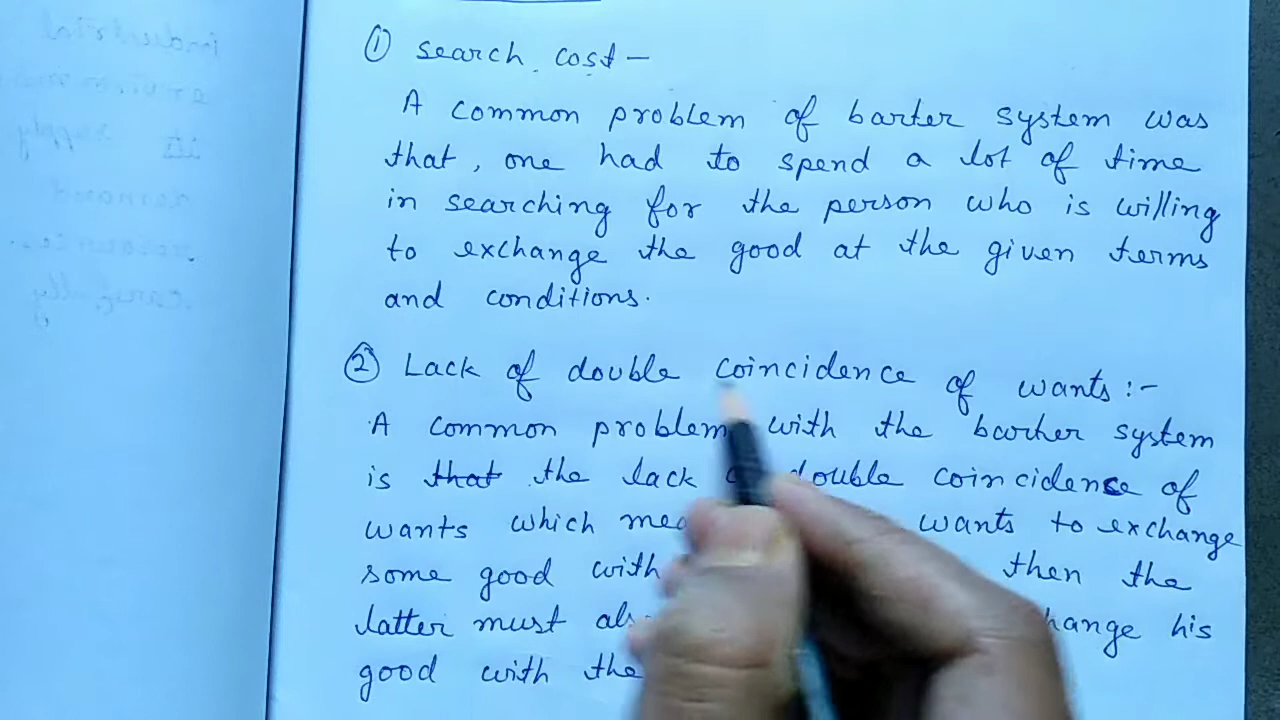 ① search cost –
A common problem of barter system was
that, one had to spend a lot of time
in searching for the person who is willing
to exchange the good at the given terms
and conditions.
② Lack of double coincidence of wants :-
A common problem with the barter system
is that the lack double coincidence of
wants which wants to exchange
some good with then the
latter must his
good with the